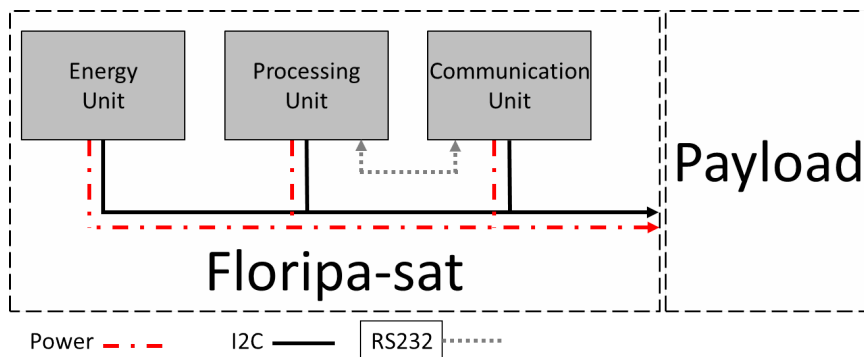 Energy
Unit
Processing
Unit
Communication
Unit
Payload
Floripa-sat
Power
I2C
RS232